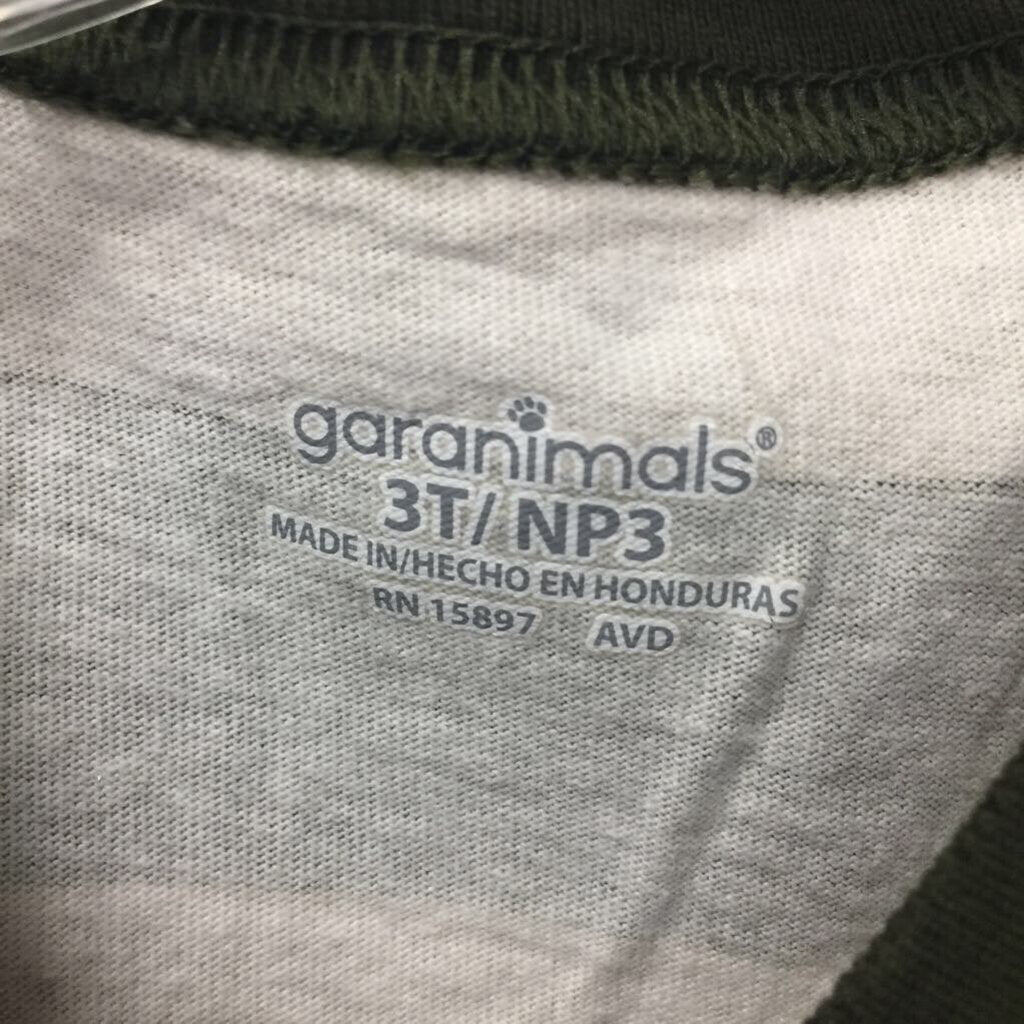 garanimals®
3T/ NP3
MADE IN/HECHO EN HONDURAS
RN 15897 AVD